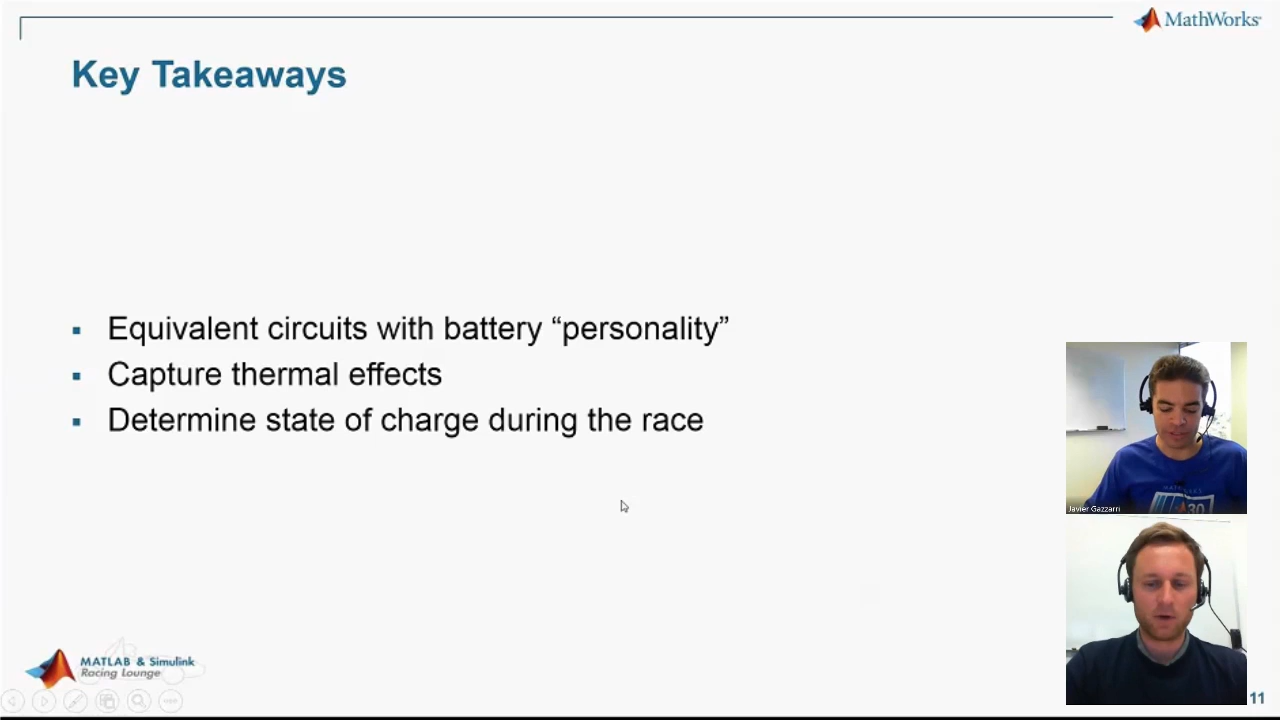 MathWorks
Key Takeaways
Equivalent circuits with battery “personality”
Capture thermal effects
Determine state of charge during the race
Javier Gazzarri
30
MATLAB & Simulink
Racing Lounge
11